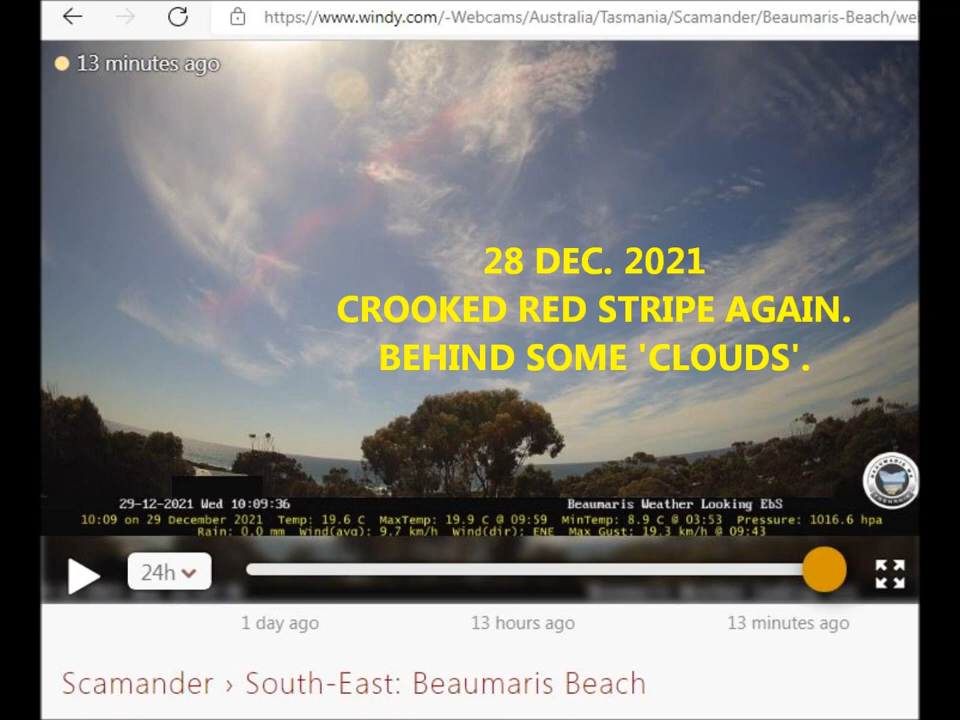 https://www.windy.com/-Webcams/Australia/Tasmania/Scamander/Beaumaris-Beach/we
13 minutes ago
28 DEC. 2021
CROOKED RED STRIPE AGAIN.
BEHIND SOME 'CLOUDS'.
29-12-2021 Wed 10:09:36 Beaumaris Weather Looking EbS
10:09 on 29 December 2021 Temp: 19.6 C MaxTemp: 19.9 C @ 09:59 MinTemp: 8.9 C @ 03:53 Pressure: 1016.6 hpa
Rain: 0.0 mm Wind(avg): 9.7 km/h Wind(dir): ENE Max Gust: 19.3 km/h @ 09:43
24h
1 day ago 13 hours ago 13 minutes ago
Scamander › South-East: Beaumaris Beach